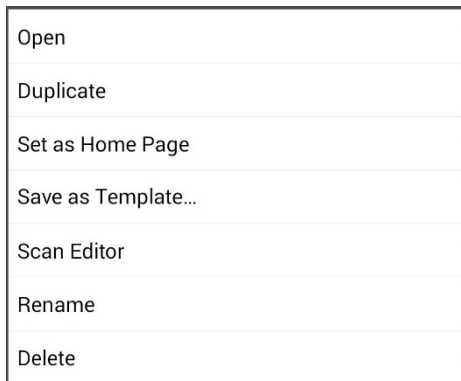 Open
Duplicate
Set as Home Page
Save as Template…
Scan Editor
Rename
Delete